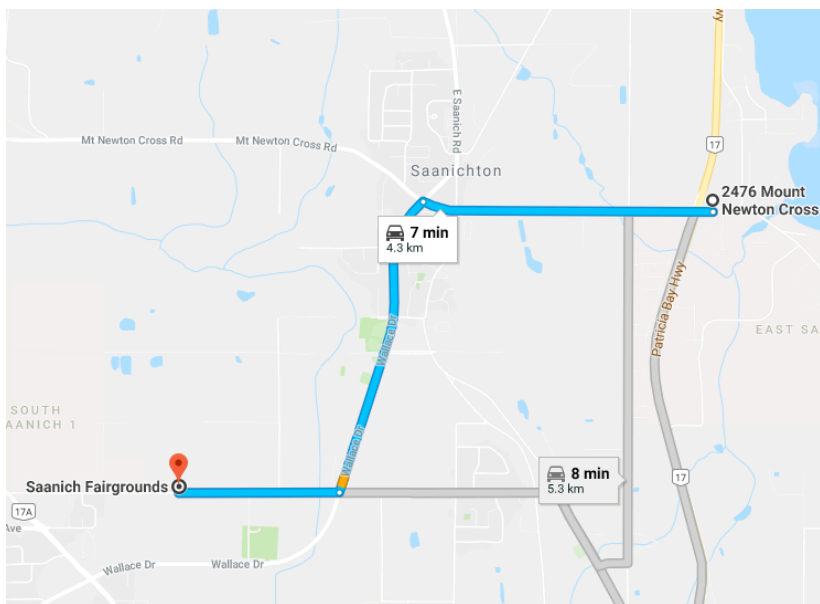 17
Mt Newton Cross Rd
Mt Newton Cross Rd
E Saanich Rd
Saanichton
2476 Mount
Newton Cross
7 min
4.3 km
Wallace Dr
Patricia Bay Hwy
EAST SA
SOUTH
AANICH 1
Wallace Dr
Saanich Fairgrounds
8 min
5.3 km
17
17A
Ave
Wallace Dr
Wallace Dr